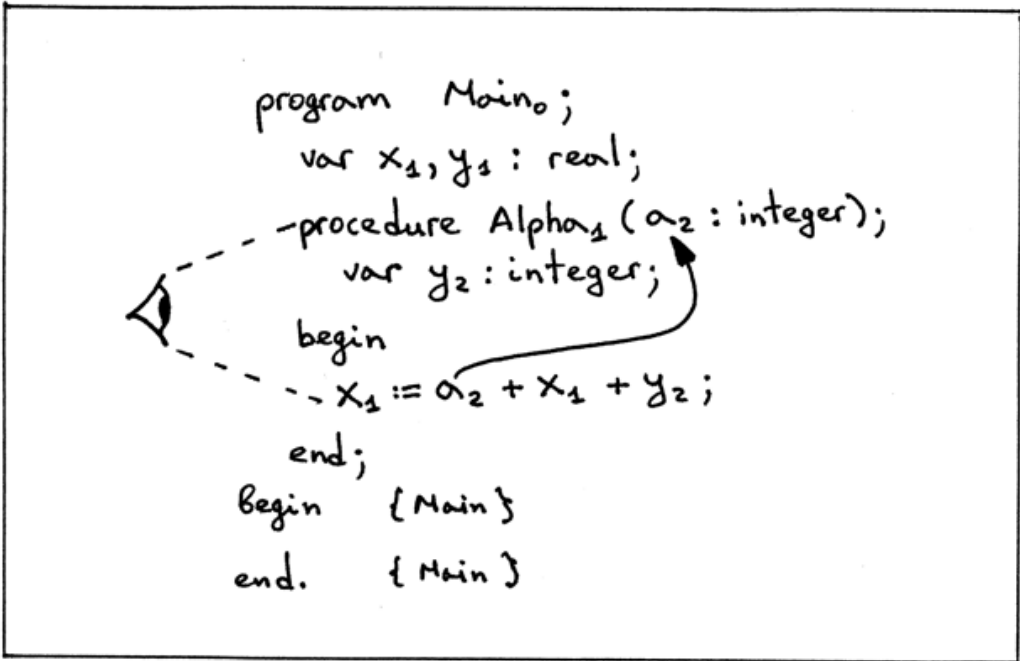 program Main₀;
var x₁, y₁ : real;
procedure Alpha₁ (a₂ : integer);
var y₂ : integer;
begin
x₁ := a₂ + x₁ + y₂;
end;
Begin {Main}
end. {Main}